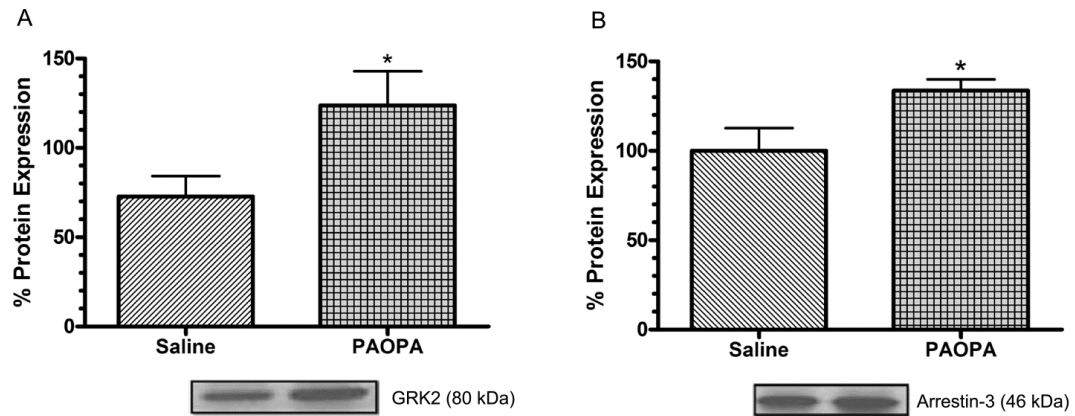 A
% Protein Expression
150
100
50
0
*
Saline
PAOPA
GRK2 (80 kDa)
B
% Protein Expression
150
100
50
0
*
Saline
PAOPA
Arrestin-3 (46 kDa)